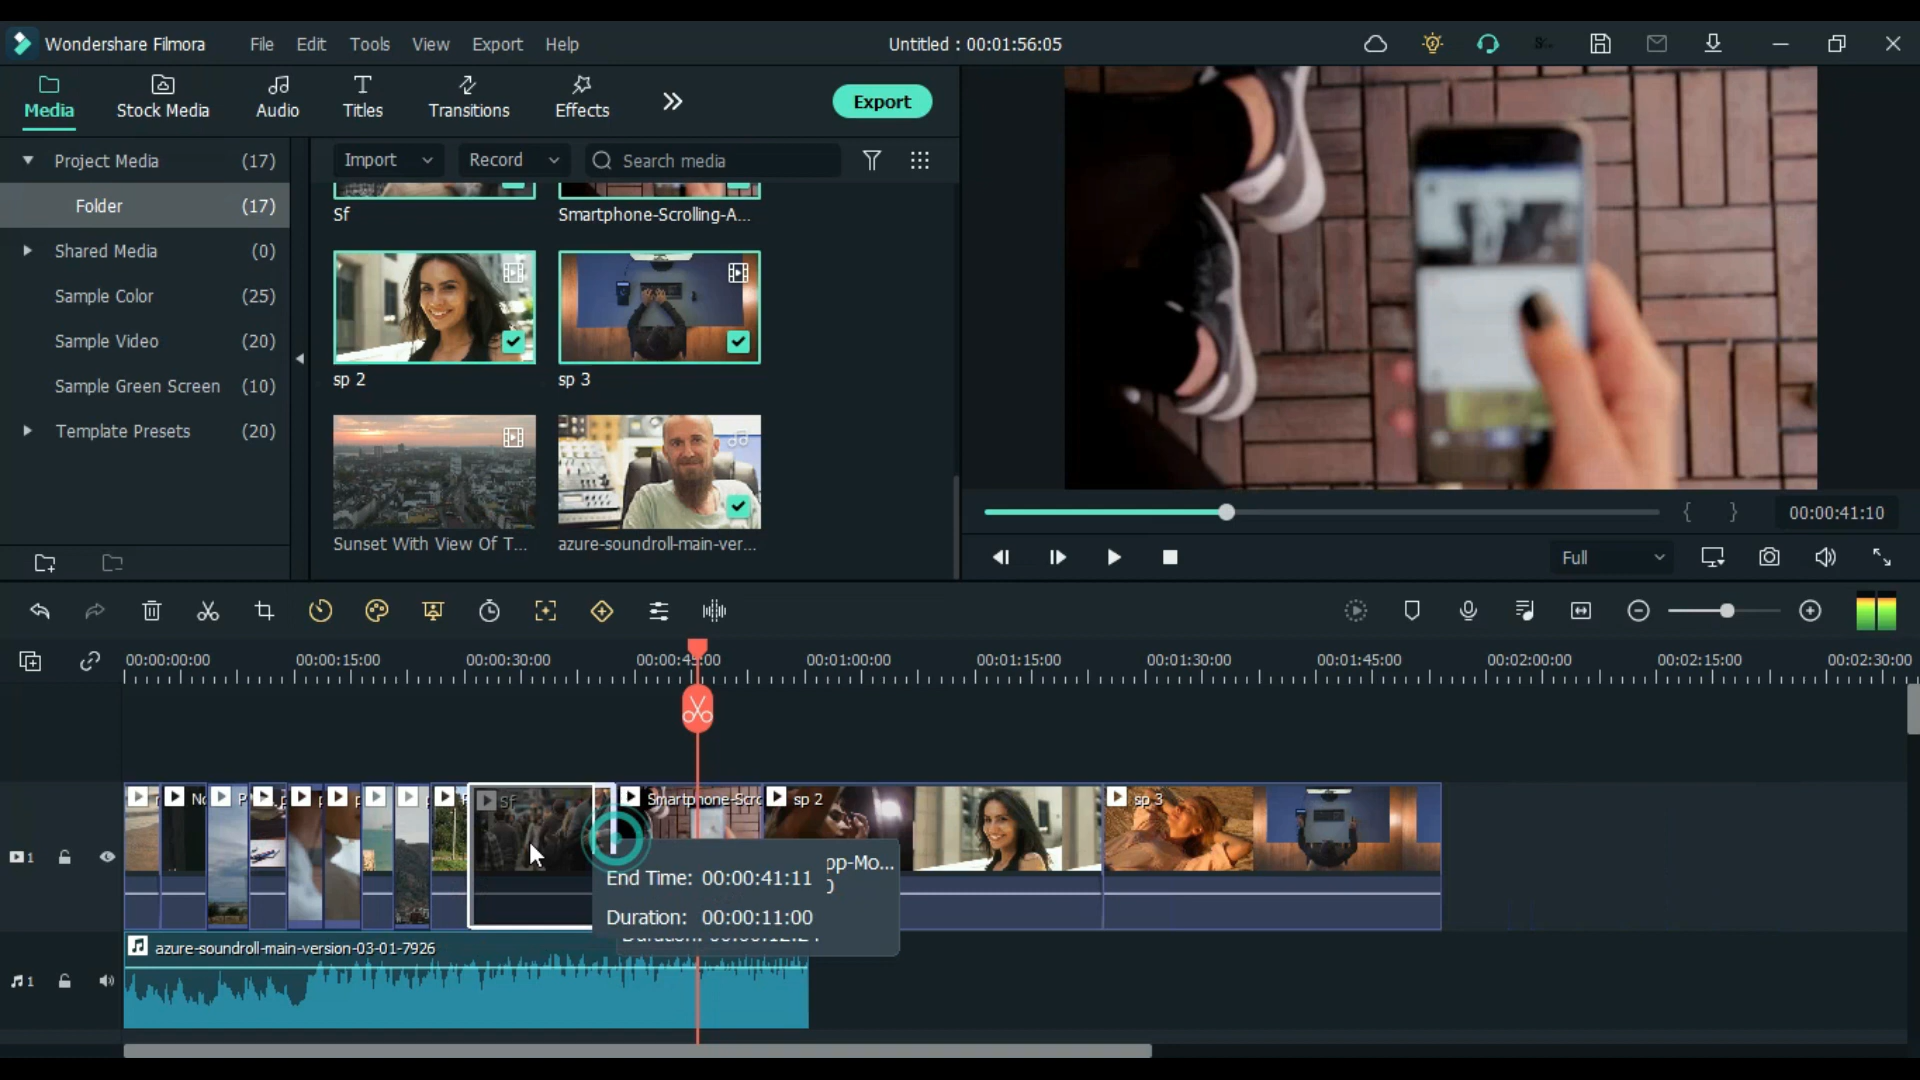 Wondershare Filmora
File Edit Tools View Export Help
Untitled : 00:01:56:05
Media
Stock Media
Audio
Titles
Transitions
Effects
Export
Project Media (17)
Folder (17)
Shared Media (0)
Sample Color (25)
Sample Video (20)
Sample Green Screen (10)
Template Presets (20)
Import
Record
Search media
Sf
Smartphone-Scrolling-A...
sp 2
sp 3
Sunset With View Of T...
azure-soundroll-main-ver...
00:00:41:10
Full
00:00:00:00 00:00:15:00 00:00:30:00 00:00:45:00 00:01:00:00 00:01:15:00 00:01:30:00 00:01:45:00 00:02:00:00 00:02:15:00 00:02:30:00
Sf
Smartphone-Scro
sp 2
sp 3
1
pp-Mo...
End Time: 00:00:41:11
Duration: 00:00:11:00
azure-soundroll-main-version-03-01-7926
1